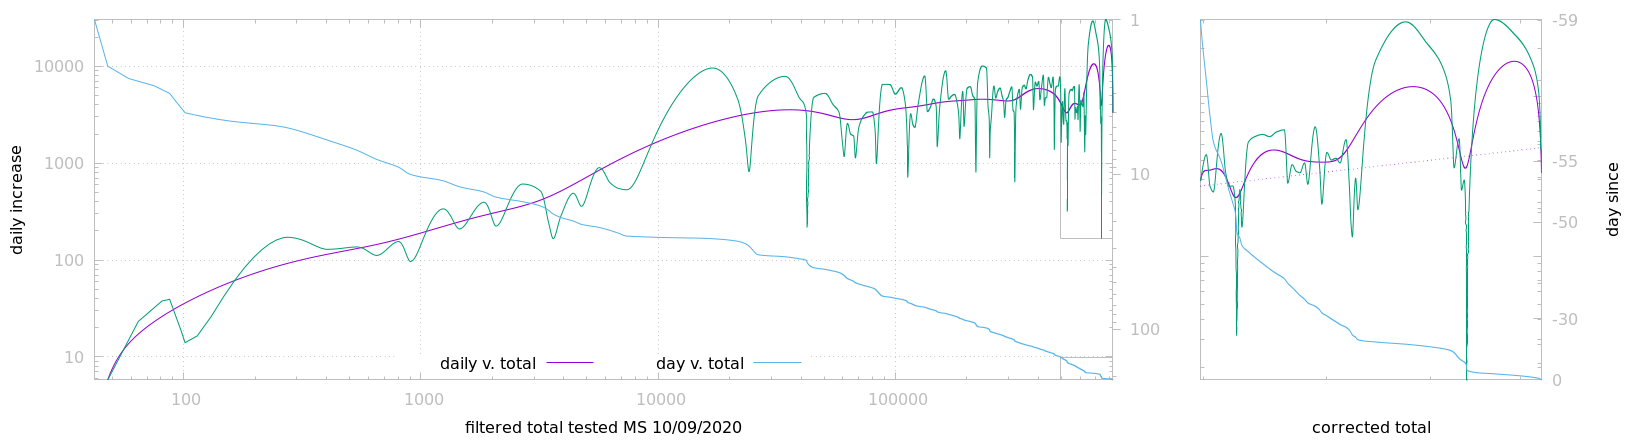 daily increase
10000
1000
100
10
100
1000
10000
100000
1
10
100
daily v. total
day v. total
filtered total tested MS 10/09/2020
-59
-55
-50
-30
0
day since
corrected total